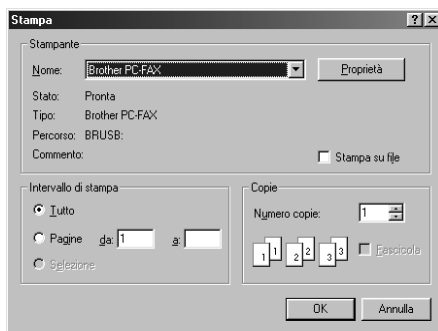 Stampa
Stampante
Nome: Brother PC-FAX Proprietà
Stato: Pronta
Tipo: Brother PC-FAX
Percorso: BRUSB:
Commento: Stampa su file
Intervallo di stampa
Tutto
Pagine da: 1 a:
Selezione
Copie
Numero copie: 1
1 1 2 2 3 3 Fascicola
OK Annulla